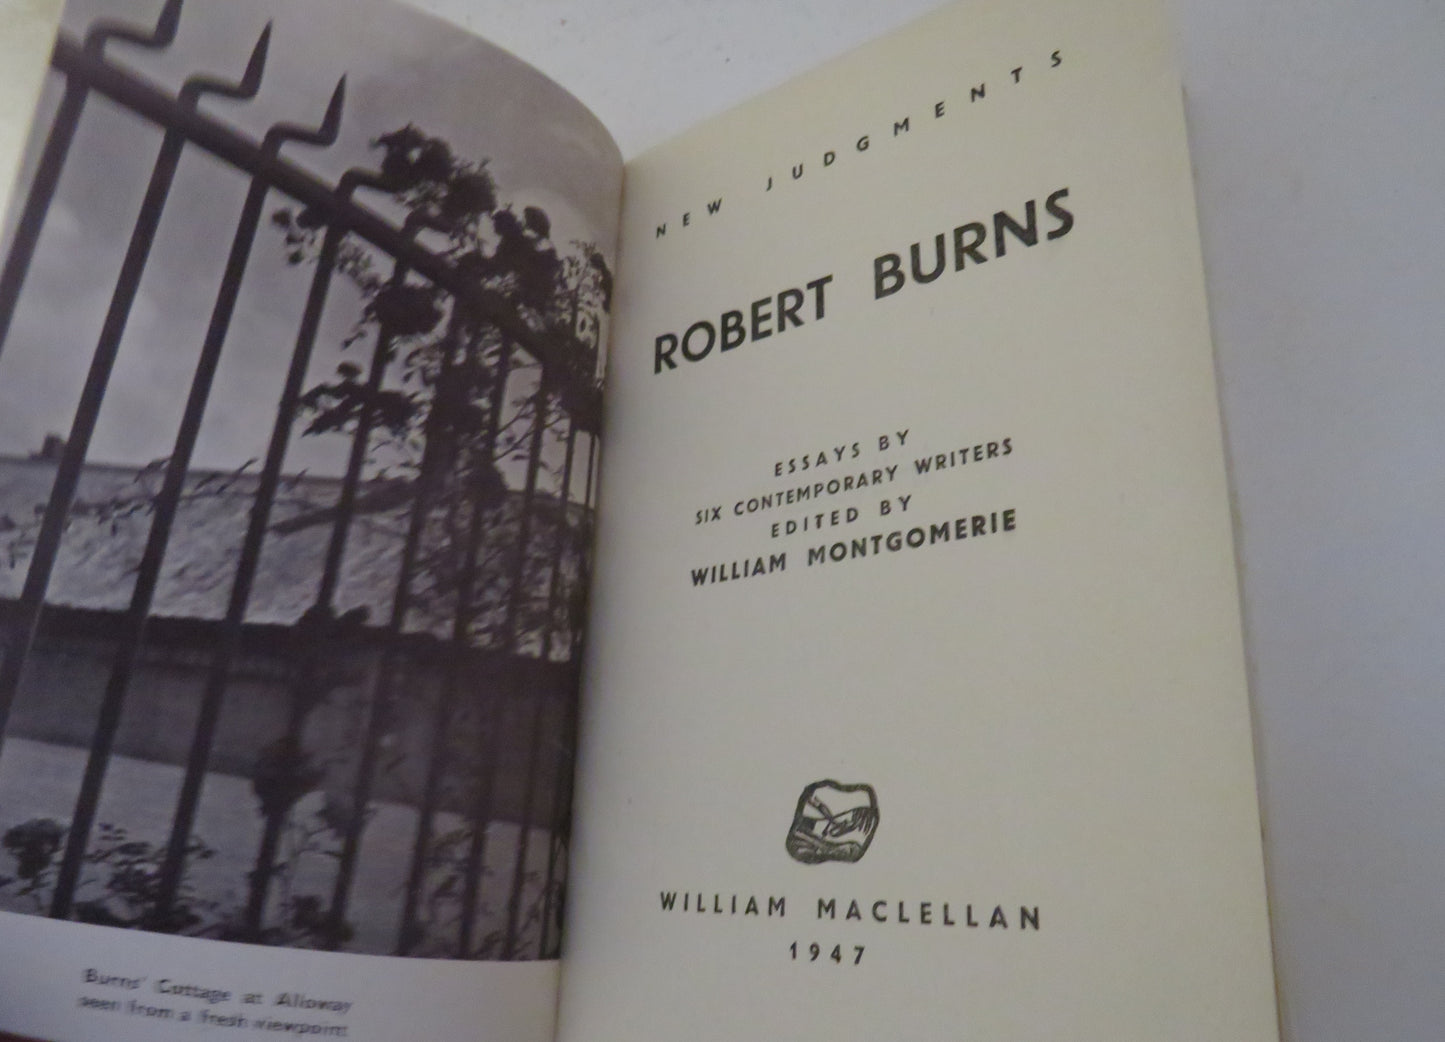 Burns' Cottage at Alloway
seen from a fresh viewpoint
NEW JUDGMENTS
ROBERT BURNS
ESSAYS BY
SIX CONTEMPORARY WRITERS
EDITED BY
WILLIAM MONTGOMERIE
WILLIAM MACLELLAN
1947